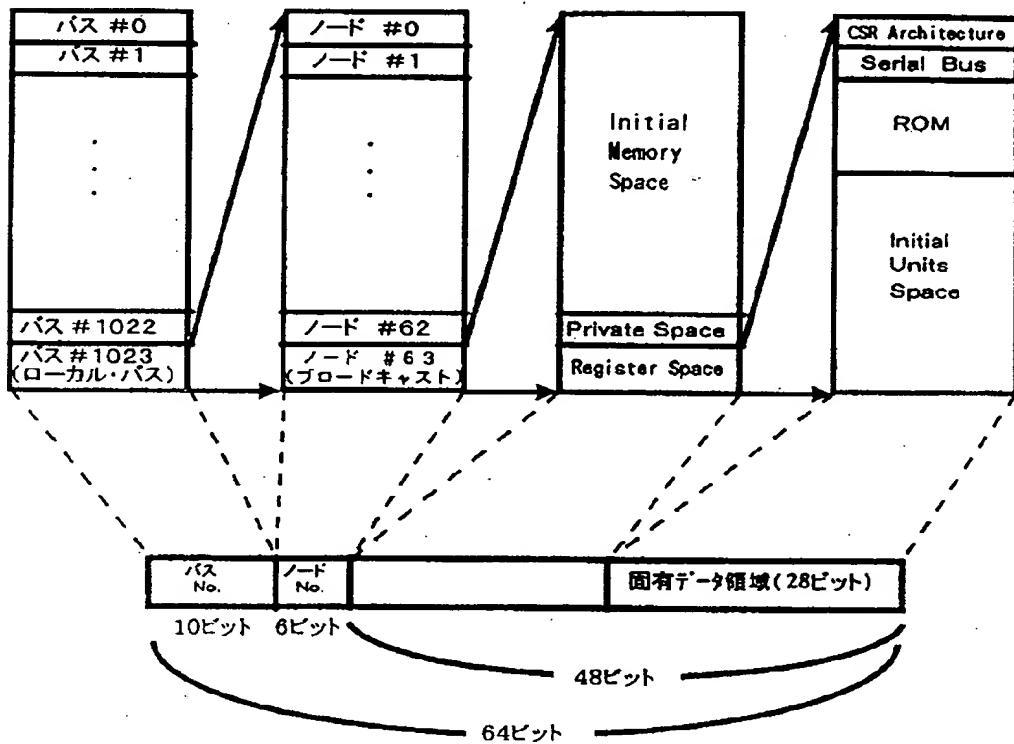 バス #0
バス #1
バス #1022
バス #1023
(ローカル・バス)
ノード #0
ノード #1
ノード #62
ノード #63
(ブロードキャスト)
Initial
Memory
Space
Private Space
Register Space
CSR Architecture
Serial Bus
ROM
Initial
Units
Space
バス
No.
ノード
No.
固有データ領域(28ビット)
10ビット
6ビット
48ビット
64ビット